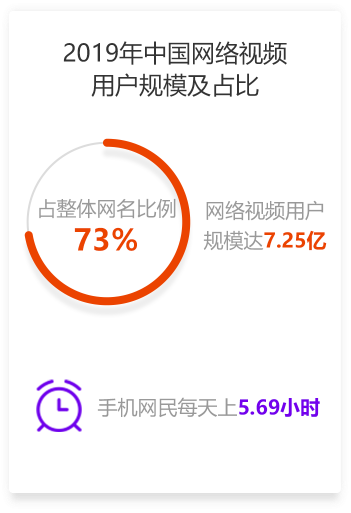 2019年中国网络视频
用户规模及占比
占整体网名比例
73%
网络视频用户
规模达7.25亿
手机网民每天上5.69小时